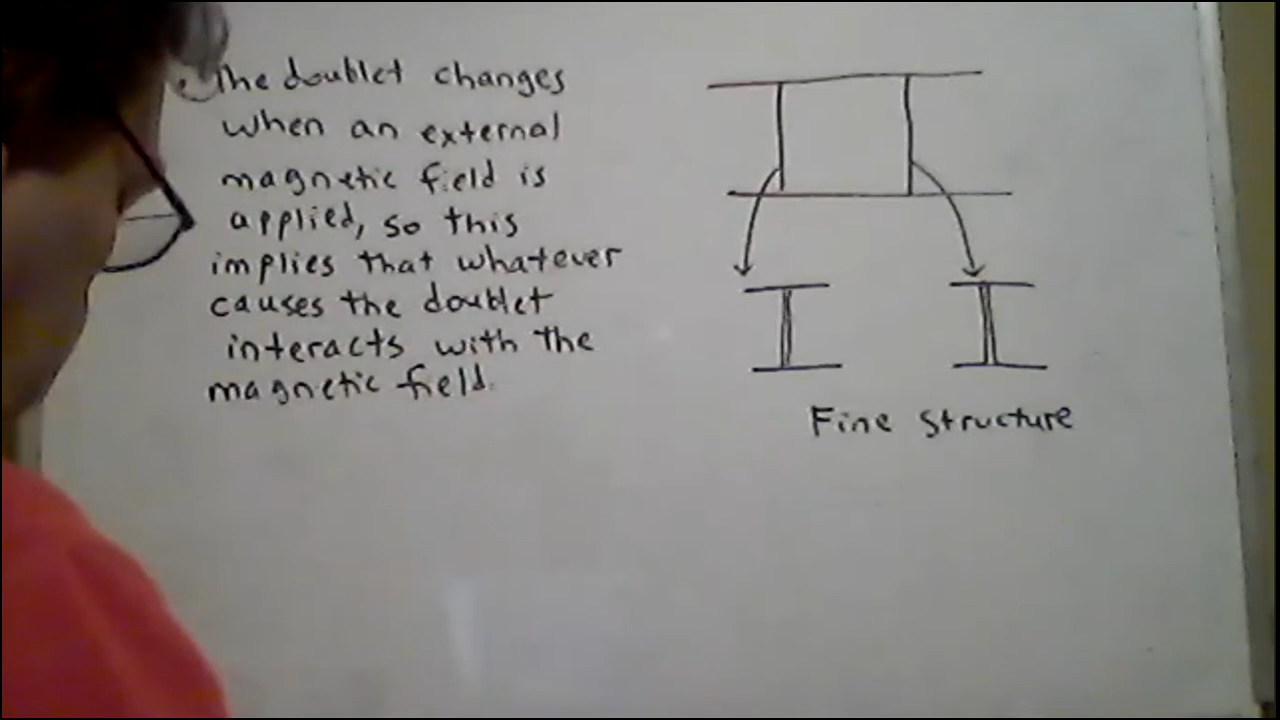 The doublet changes
when an external
magnetic field is
applied, so this
implies that whatever
causes the doublet
interacts with the
magnetic field.
Fine Structure